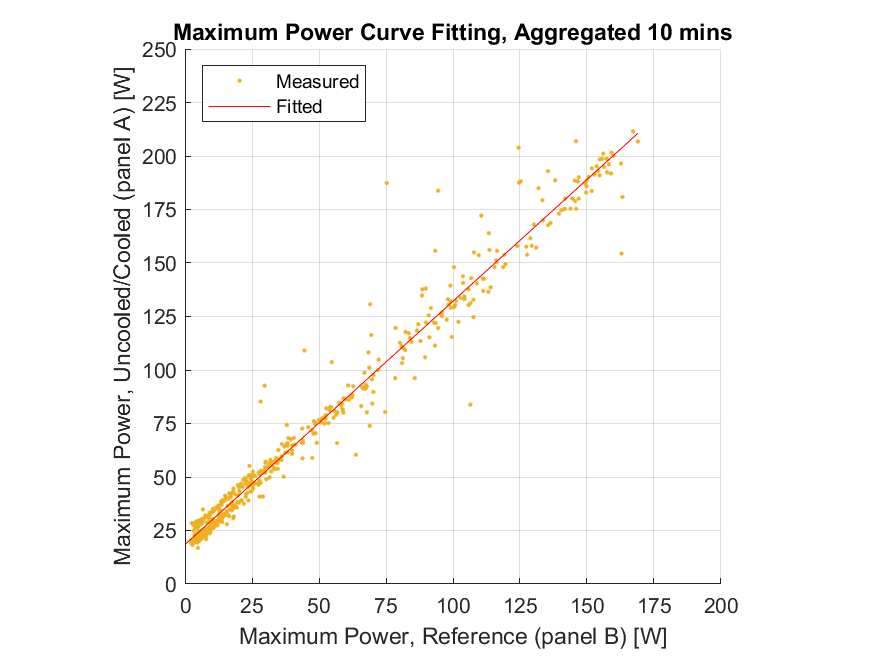 Maximum Power Curve Fitting, Aggregated 10 mins
Maximum Power, Uncooled/Cooled (panel A) [W]
250
225
200
175
150
125
100
75
50
25
0
Measured
Fitted
0 25 50 75 100 125 150 175 200
Maximum Power, Reference (panel B) [W]